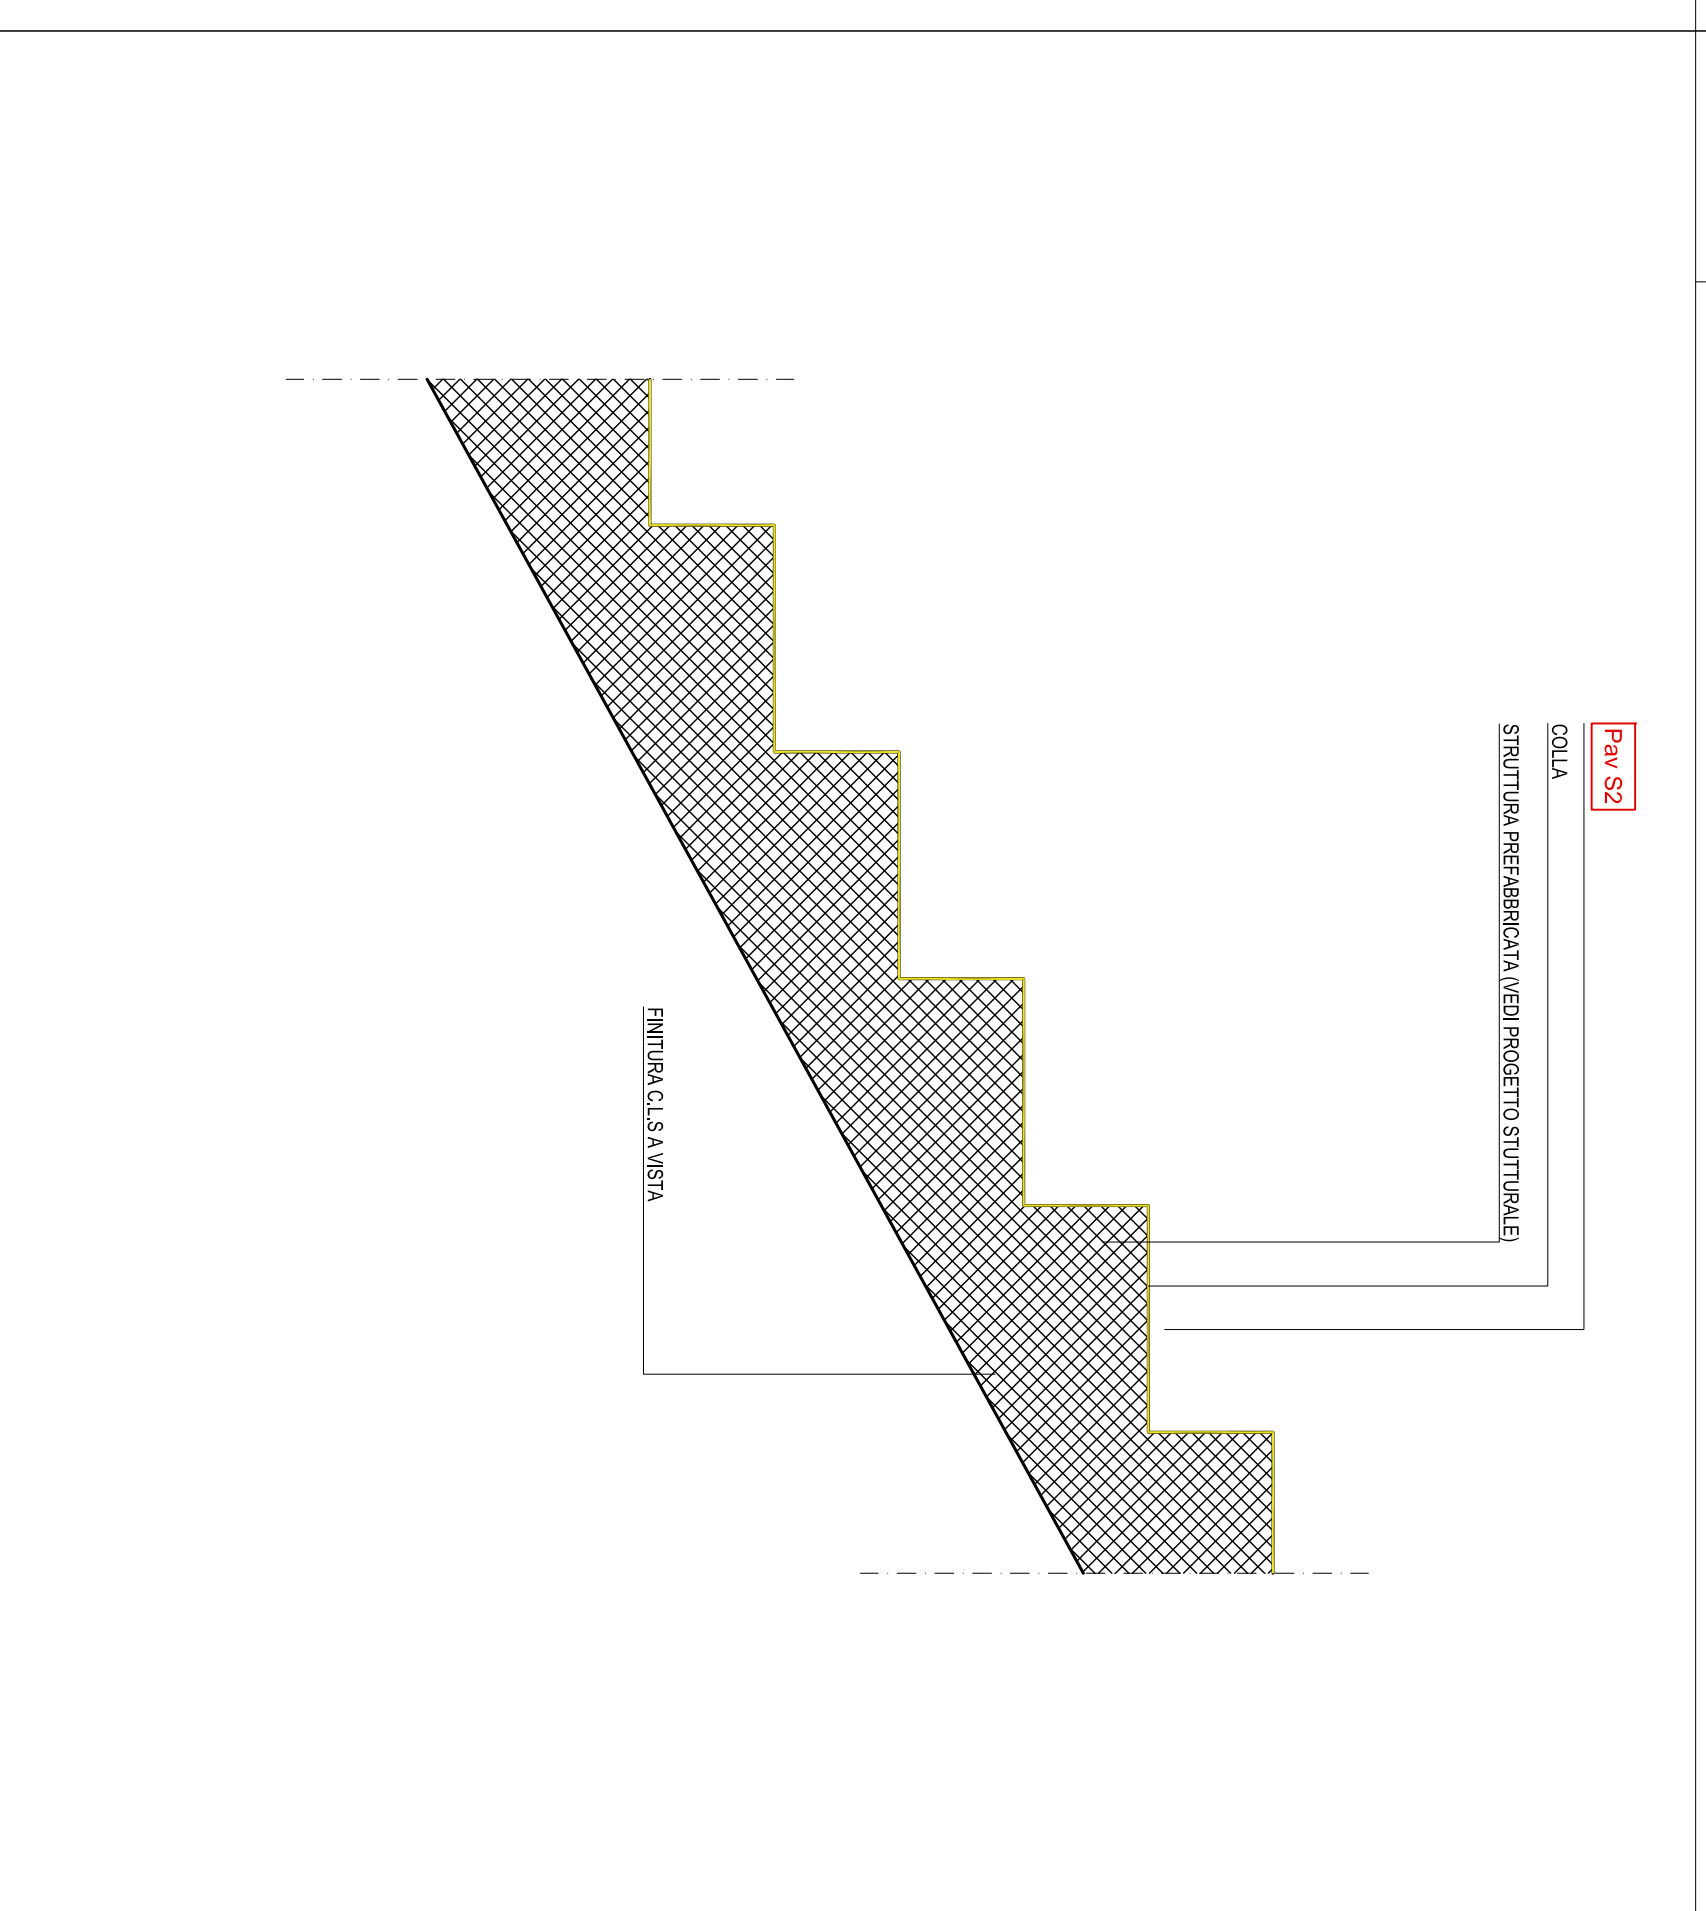 Pav S2
COLLA
STRUTTURA PREFABBRICATA (VEDI PROGETTO STUTTURALE)
FINITURA C.L.S A VISTA